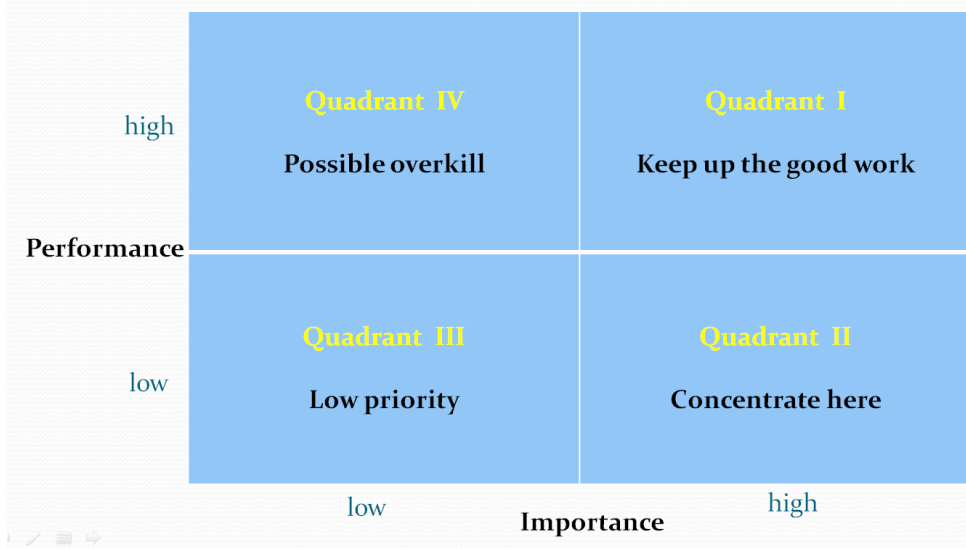 Quadrant IV
Quadrant I
high
Possible overkill
Keep up the good work
Performance
Quadrant III
Quadrant II
low
Low priority
Concentrate here
low
high
Importance